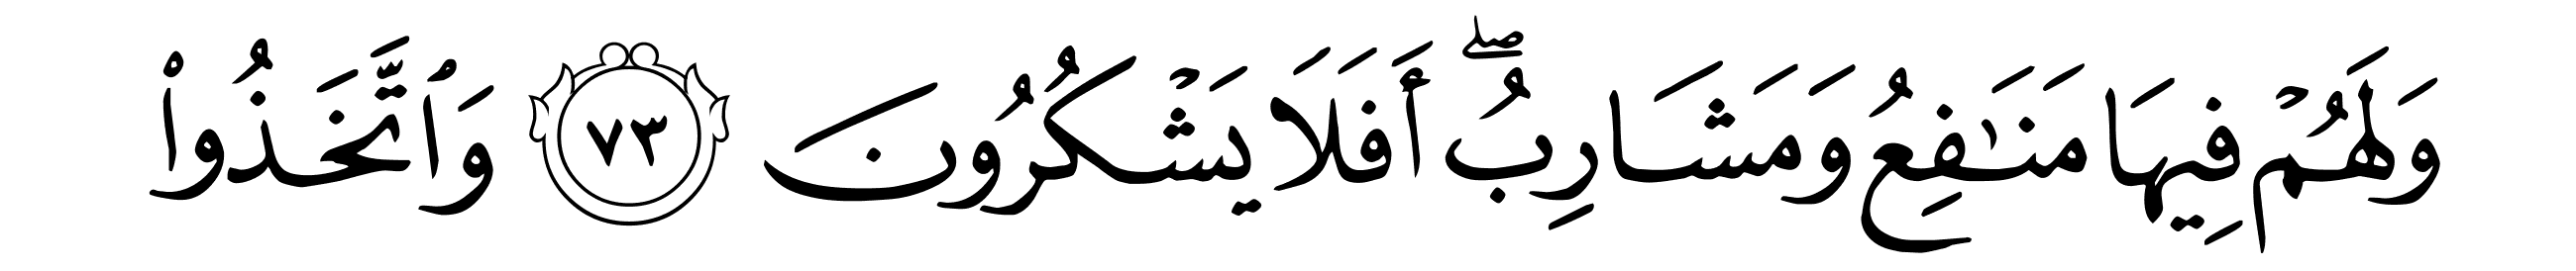 وَلَهُمْ فِيهَا مَنَـٰفِعُ وَمَشَارِبُ ۖ أَفَلَا يَشْكُرُونَ ۝٧٣ وَٱتَّخَذُوا۟